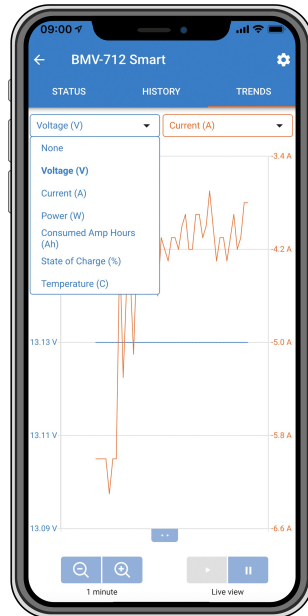 09:00
BMV-712 Smart
STATUS HISTORY TRENDS
Voltage (V) Current (A)
None
Voltage (V)
Current (A)
Power (W)
Consumed Amp Hours
(Ah)
State of Charge (%)
Temperature (C)
-3.4 A
-4.2 A
13.13 V -5.0 A
13.11 V -5.8 A
13.09 V -6.6 A
1 minute Live view